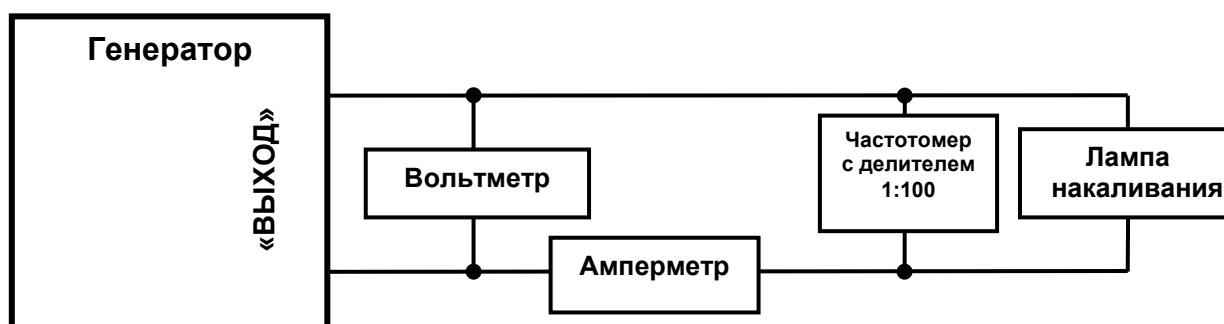 Генератор
«ВЫХОД»
Вольтметр
Амперметр
Частотомер
с делителем
1:100
Лампа
накаливания